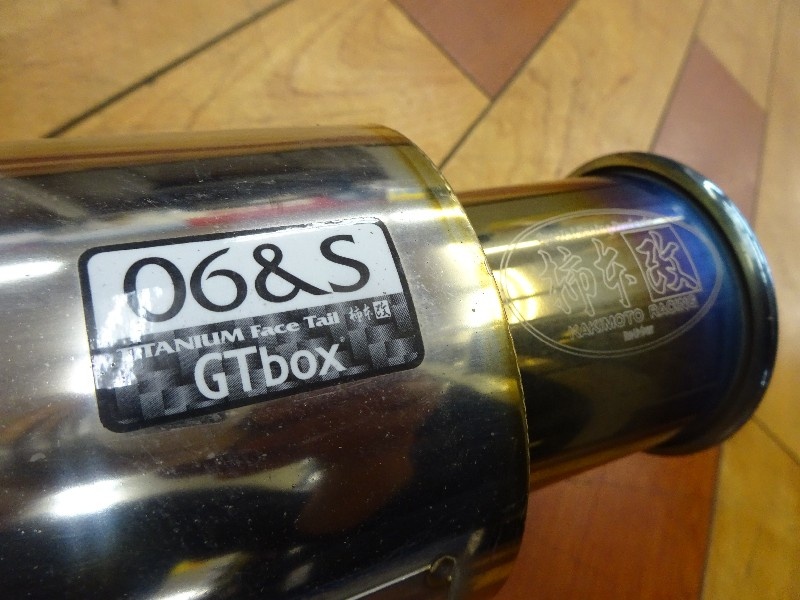 06&S
TITANIUM Face Tail 柿本改
GTbox
柿本改
KAKIMOTO RACING